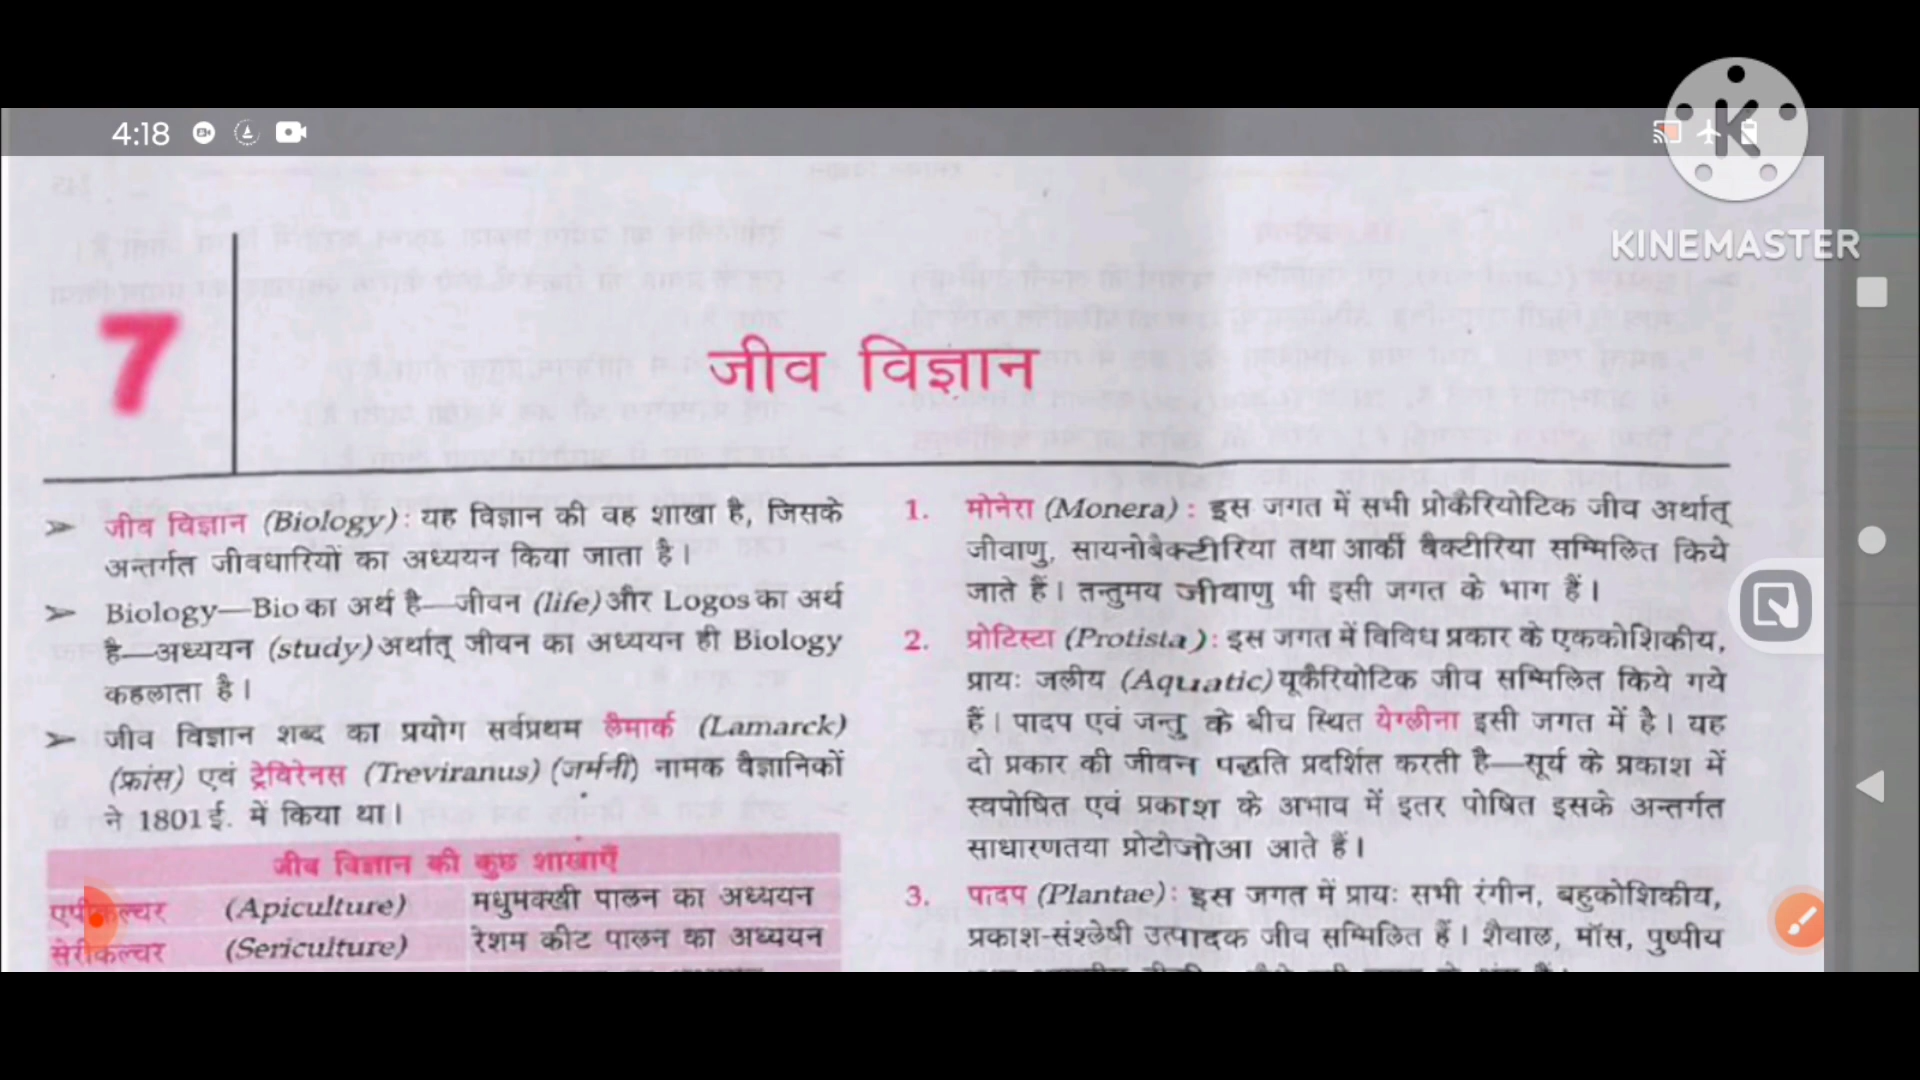 4:18
KINEMASTER
7
जीव विज्ञान
➢ जीव विज्ञान (Biology) : यह विज्ञान की वह शाखा है, जिसके
अन्तर्गत जीवधारियों का अध्ययन किया जाता है।
➢ Biology—Bio का अर्थ है—जीवन (life) और Logos का अर्थ
है—अध्ययन (study) अर्थात् जीवन का अध्ययन ही Biology
कहलाता है।
➢ जीव विज्ञान शब्द का प्रयोग सर्वप्रथम लैमार्क (Lamarck)
(फ्रांस) एवं ट्रेविरेनस (Treviranus) (जर्मनी) नामक वैज्ञानिकों
ने 1801 ई. में किया था।
जीव विज्ञान की कुछ शाखाएँ
एपीकल्चर (Apiculture) मधुमक्खी पालन का अध्ययन
सेरीकल्चर (Sericulture) रेशम कीट पालन का अध्ययन
1. मोनेरा (Monera) : इस जगत में सभी प्रोकैरियोटिक जीव अर्थात्
जीवाणु, सायनोबैक्टीरिया तथा आर्की बैक्टीरिया सम्मिलित किये
जाते हैं। तन्तुमय जीवाणु भी इसी जगत के भाग हैं।
2. प्रोटिस्टा (Protista) : इस जगत में विविध प्रकार के एककोशिकीय,
प्रायः जलीय (Aquatic) यूकैरियोटिक जीव सम्मिलित किये गये
हैं। पादप एवं जन्तु के बीच स्थित येग्लीना इसी जगत में है। यह
दो प्रकार की जीवन पद्धति प्रदर्शित करती है—सूर्य के प्रकाश में
स्वपोषित एवं प्रकाश के अभाव में इतर पोषित इसके अन्तर्गत
साधारणतया प्रोटोजोआ आते हैं।
3. पादप (Plantae) : इस जगत में प्रायः सभी रंगीन, बहुकोशिकीय,
प्रकाश-संश्लेषी उत्पादक जीव सम्मिलित हैं। शैवाल, मॉस, पुष्पीय